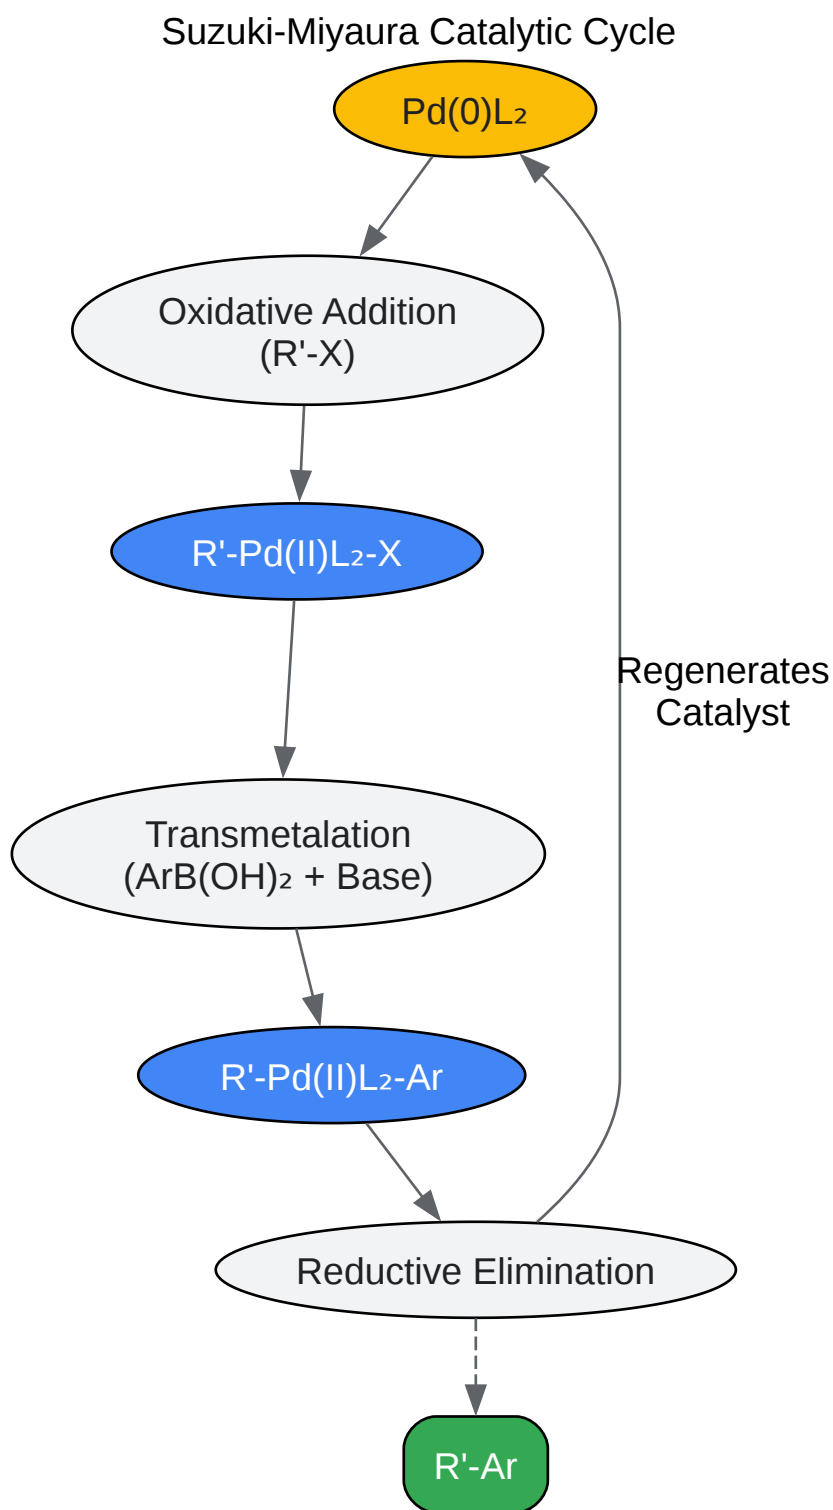 Suzuki-Miyaura Catalytic Cycle
Pd(0)L₂
Oxidative Addition
(R'-X)
R'-Pd(II)L₂-X
Regenerates
Catalyst
Transmetalation
(ArB(OH)₂ + Base)
R'-Pd(II)L₂-Ar
Reductive Elimination
R'-Ar